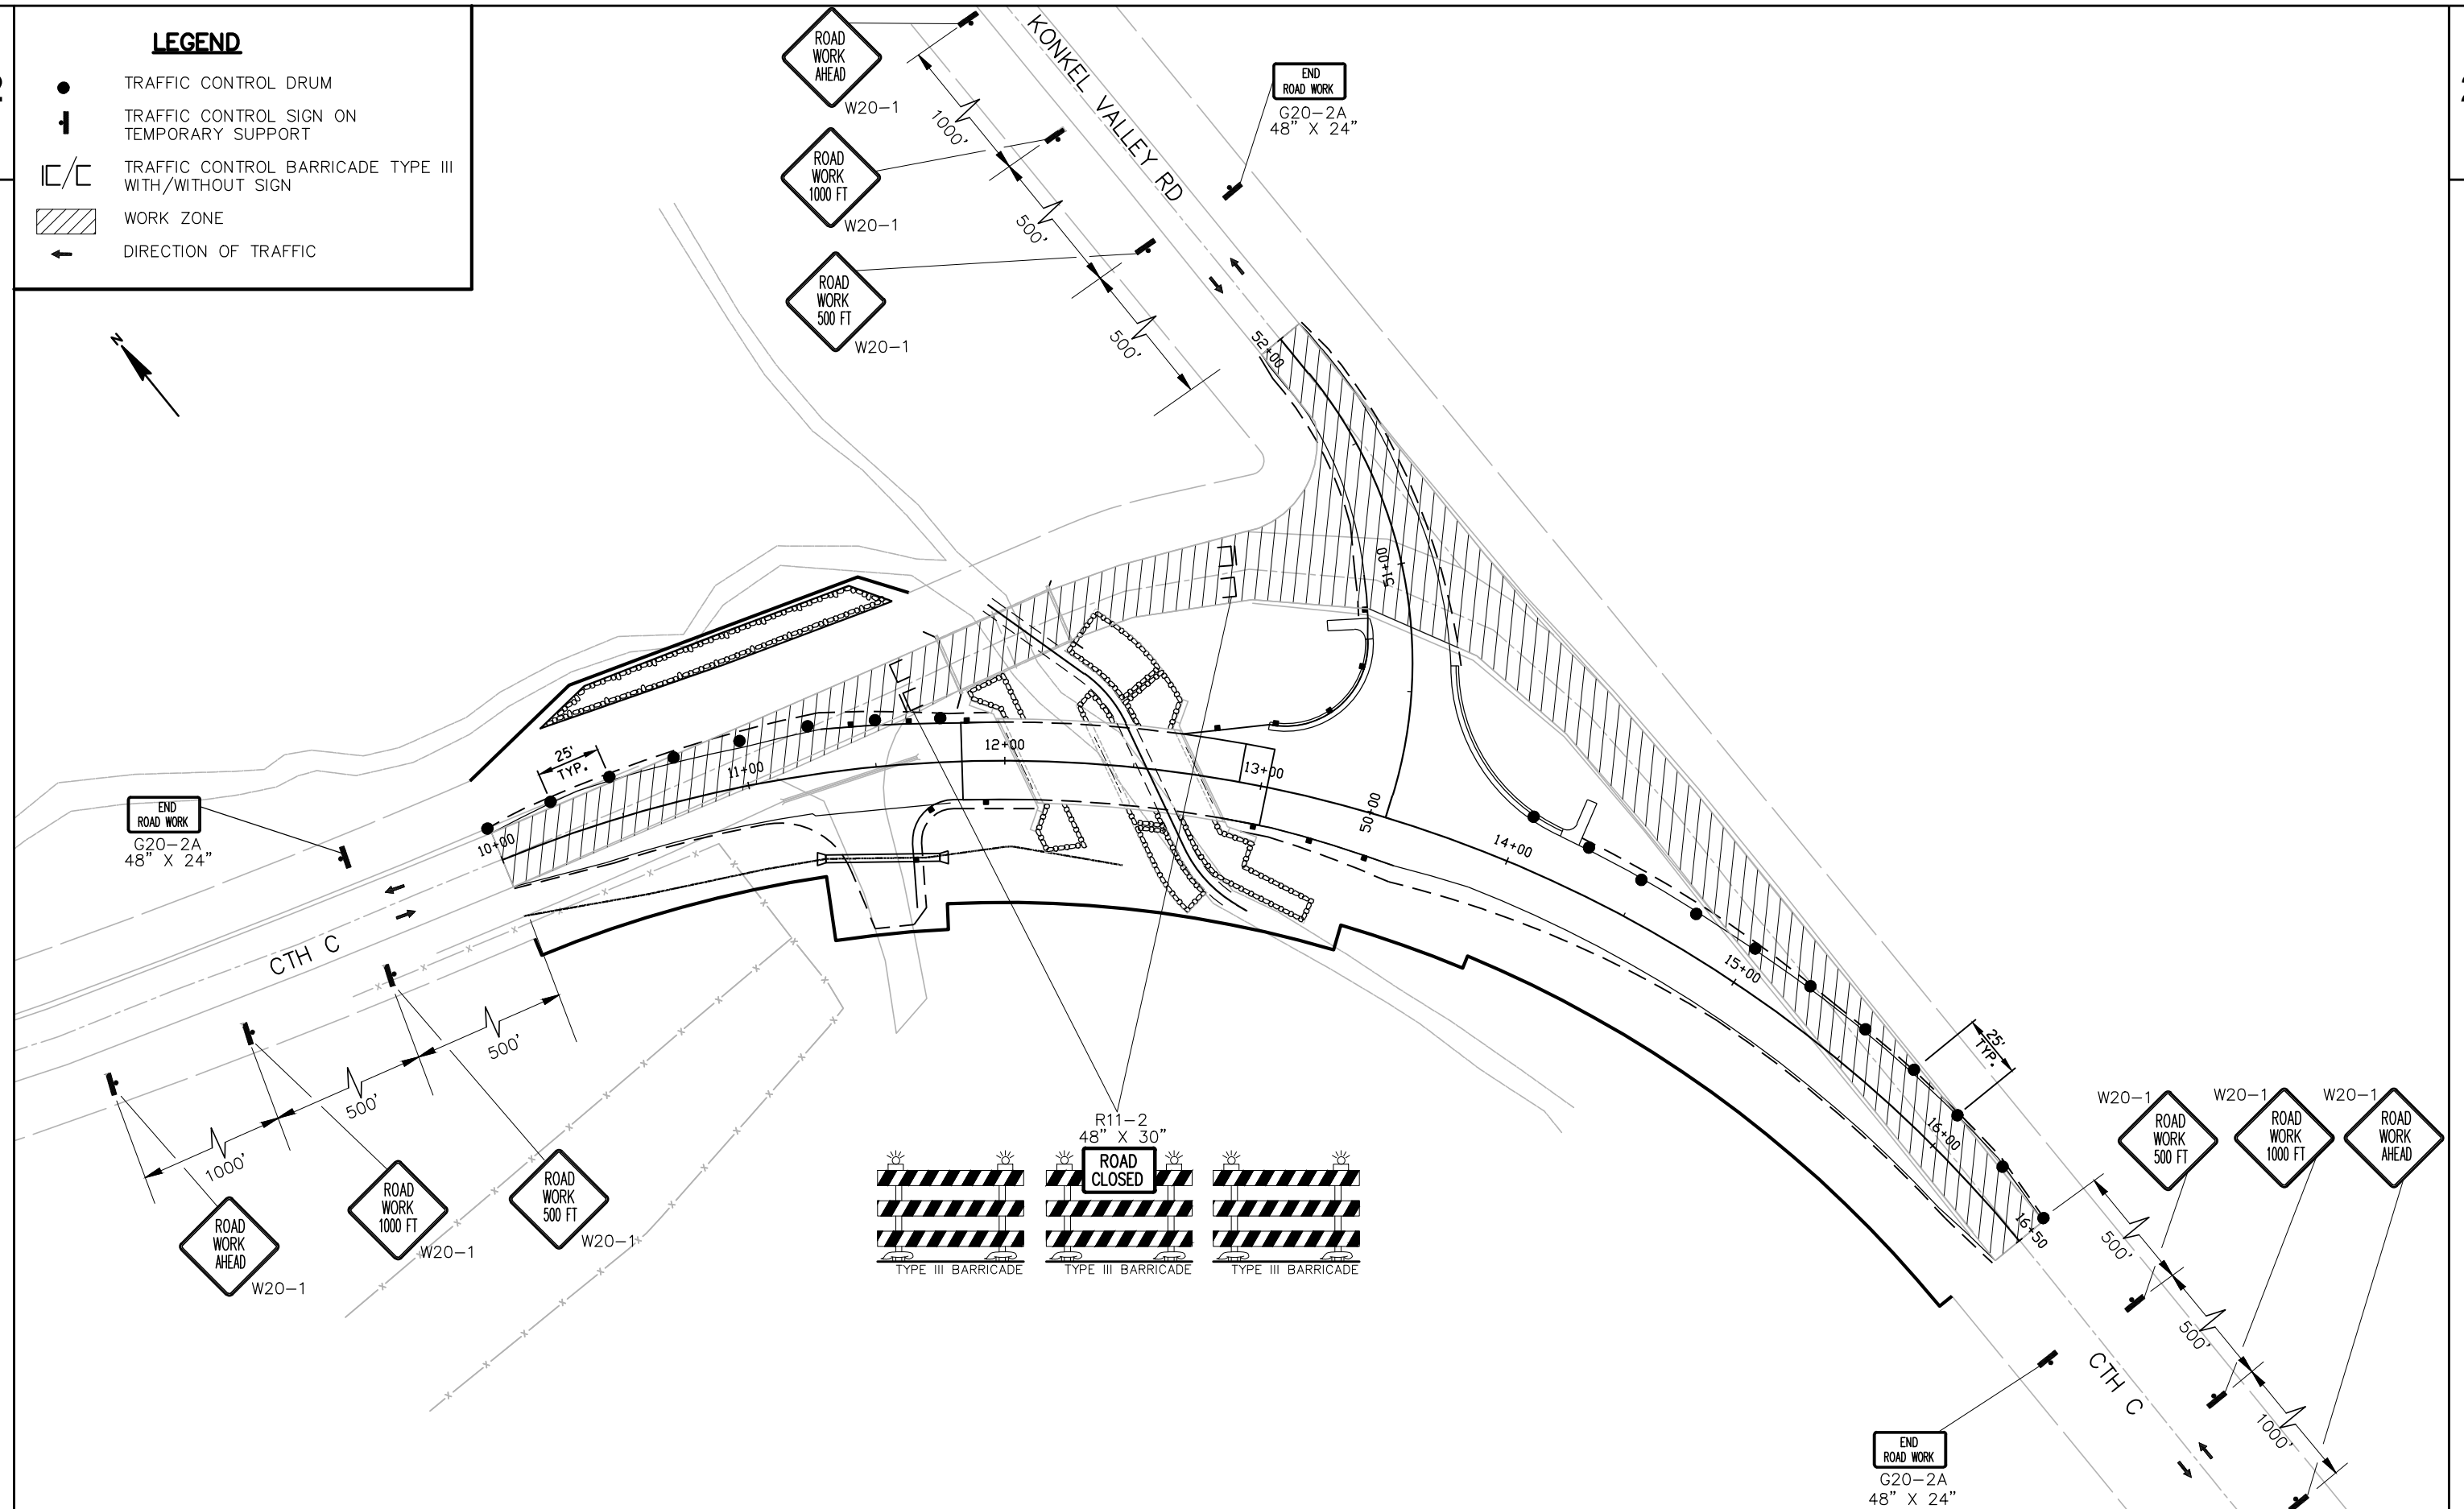 LEGEND
TRAFFIC CONTROL DRUM
TRAFFIC CONTROL SIGN ON
TEMPORARY SUPPORT
TRAFFIC CONTROL BARRICADE TYPE III
WITH/WITHOUT SIGN
WORK ZONE
DIRECTION OF TRAFFIC
N
ROAD
WORK
AHEAD
W20-1
ROAD
WORK
1000 FT
W20-1
ROAD
WORK
500 FT
W20-1
1000'
500'
500'
KONKEL VALLEY RD
END
ROAD WORK
G20-2A
48" X 24"
52+00
51+00
50+00
25'
TYP.
10+00
11+00
12+00
13+00
14+00
15+00
16+00
16+50
25'
TYP.
END
ROAD WORK
G20-2A
48" X 24"
CTH C
500'
500'
1000'
ROAD
WORK
AHEAD
W20-1
ROAD
WORK
1000 FT
W20-1
ROAD
WORK
500 FT
W20-1
R11-2
48" X 30"
ROAD
CLOSED
TYPE III BARRICADE
TYPE III BARRICADE
TYPE III BARRICADE
W20-1
ROAD
WORK
500 FT
W20-1
ROAD
WORK
1000 FT
W20-1
ROAD
WORK
AHEAD
500'
500'
1000'
CTH C
END
ROAD WORK
G20-2A
48" X 24"